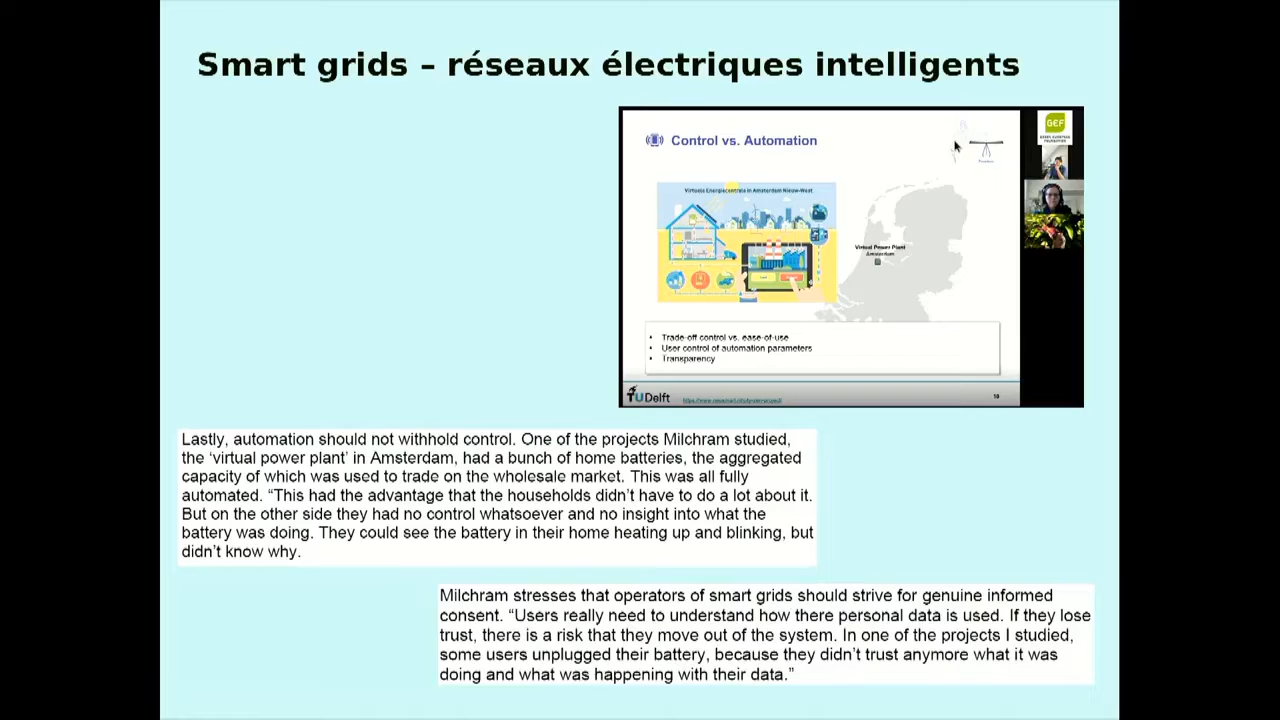 Smart grids – réseaux électriques intelligents
Control vs. Automation
GEF
Virtuele Energiecentrale in Amsterdam Nieuw-West
Virtual Power Plant
Amsterdam
• Trade-off control vs. ease-of-use
• User control of automation parameters
• Transparency
TUDelft
10
Lastly, automation should not withhold control. One of the projects Milchram studied,
the ‘virtual power plant’ in Amsterdam, had a bunch of home batteries, the aggregated
capacity of which was used to trade on the wholesale market. This was all fully
automated. “This had the advantage that the households didn’t have to do a lot about it.
But on the other side they had no control whatsoever and no insight into what the
battery was doing. They could see the battery in their home heating up and blinking, but
didn’t know why.
Milchram stresses that operators of smart grids should strive for genuine informed
consent. “Users really need to understand how there personal data is used. If they lose
trust, there is a risk that they move out of the system. In one of the projects I studied,
some users unplugged their battery, because they didn’t trust anymore what it was
doing and what was happening with their data.”